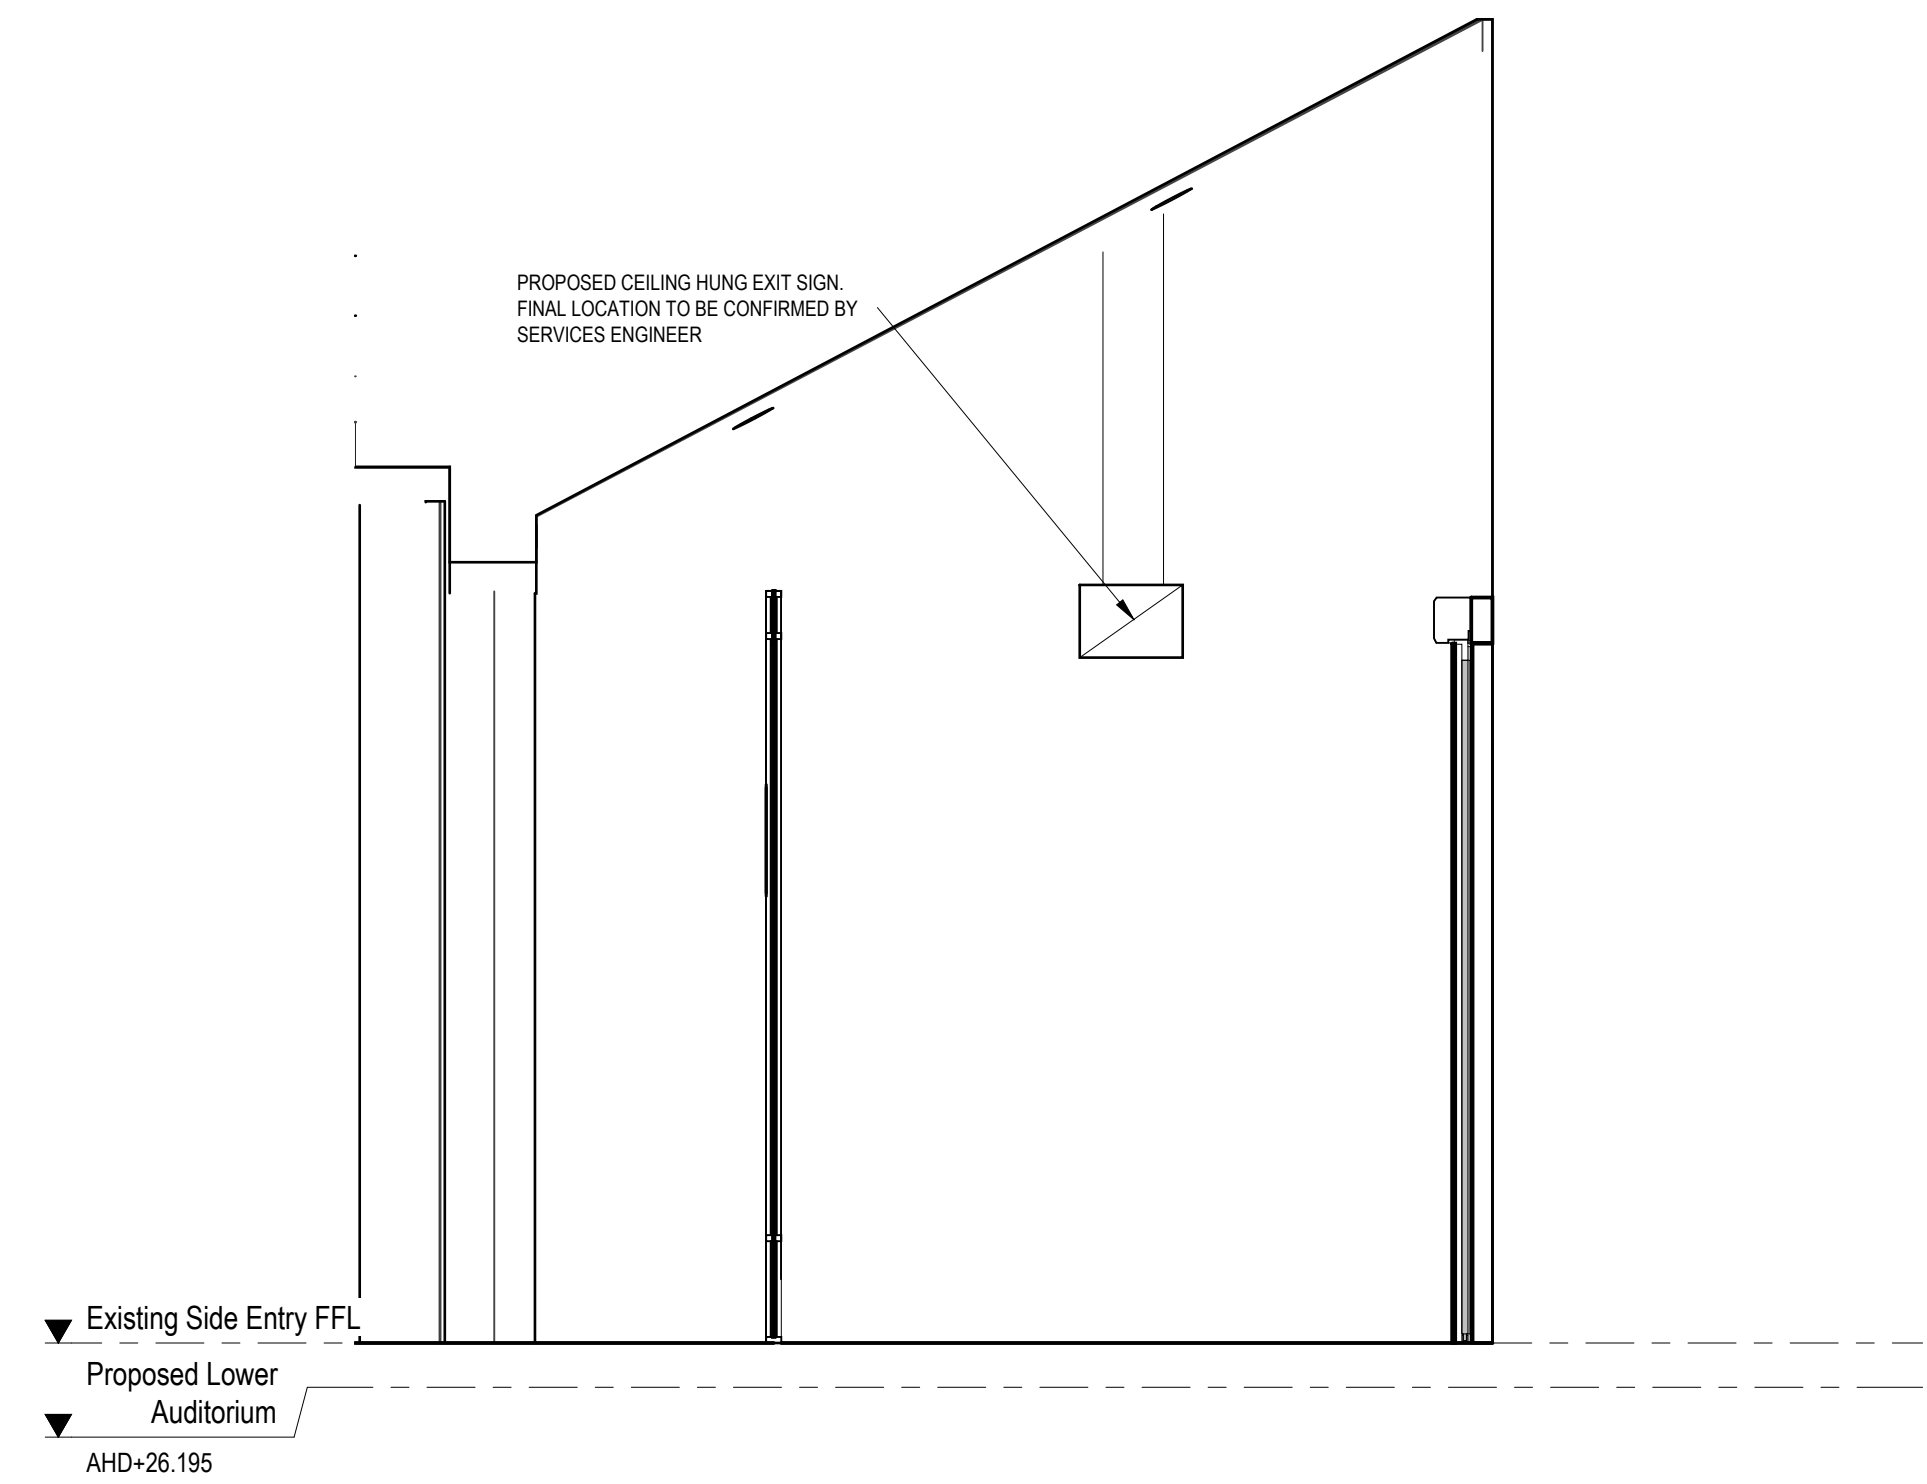 PROPOSED CEILING HUNG EXIT SIGN.
FINAL LOCATION TO BE CONFIRMED BY
SERVICES ENGINEER
Existing Side Entry FFL
Proposed Lower
Auditorium
AHD+26.195